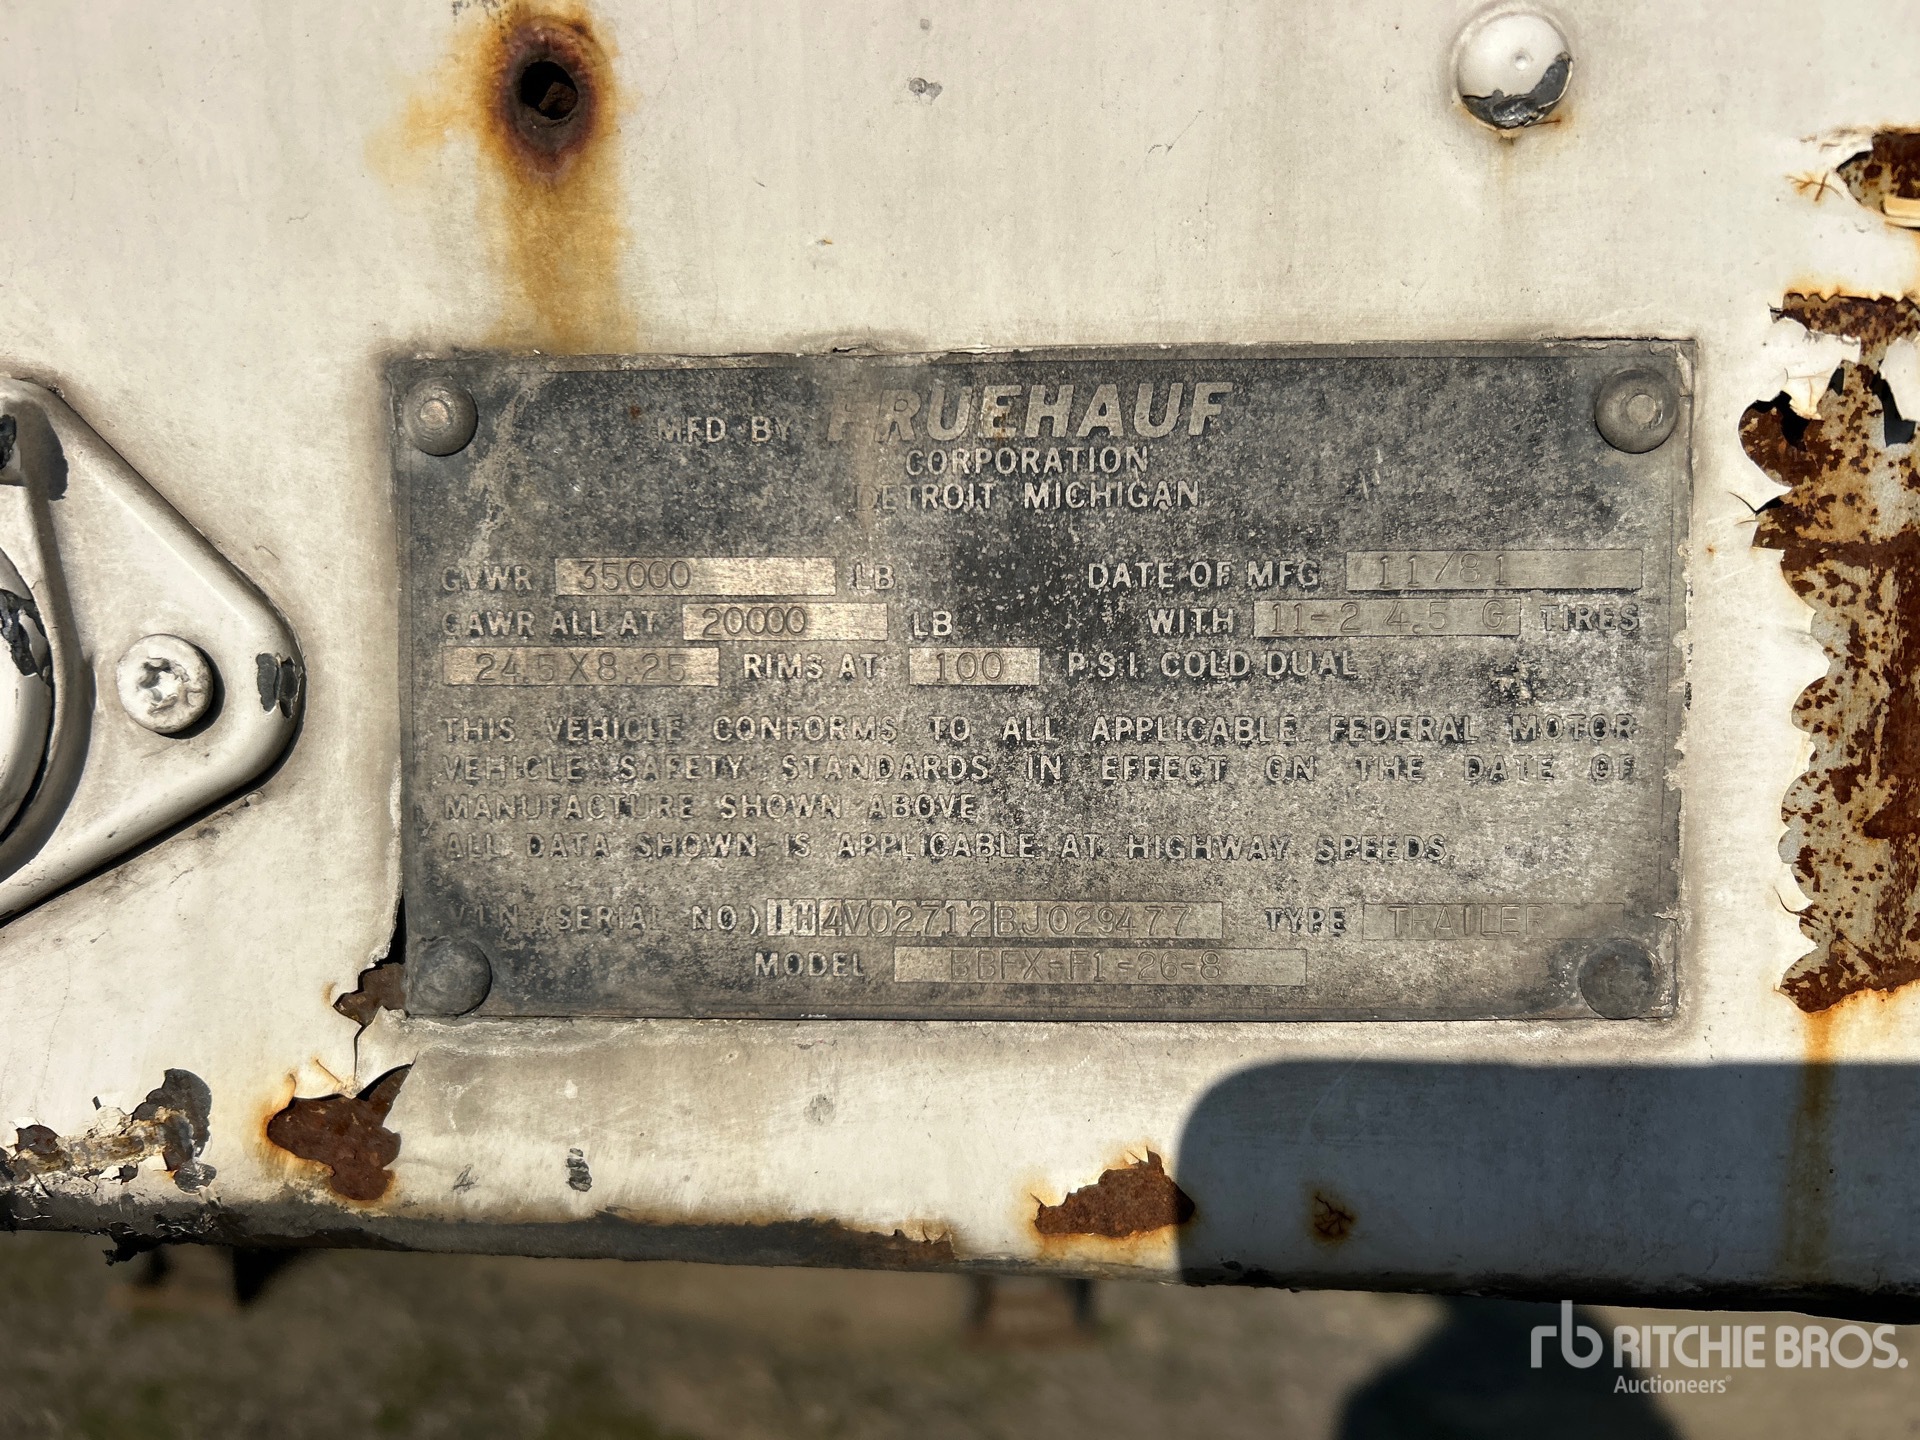 MFD BY FRUEHAUF
CORPORATION
DETROIT MICHIGAN
GVWR 35000 LB DATE OF MFG 11/81
GAWR ALL AT 20000 LB WITH 11-2 4.5 G TIRES
24.5X8.25 RIMS AT 100 P.S.I. COLD DUAL
THIS VEHICLE CONFORMS TO ALL APPLICABLE FEDERAL MOTOR
VEHICLE SAFETY STANDARDS IN EFFECT ON THE DATE OF
MANUFACTURE SHOWN ABOVE.
ALL DATA SHOWN IS APPLICABLE AT HIGHWAY SPEEDS.
V.I.N. (SERIAL NO.) 1H4V02712BJ029477 TYPE TRAILER
MODEL BBFX-F1-26-8
rb RITCHIE BROS.
Auctioneers